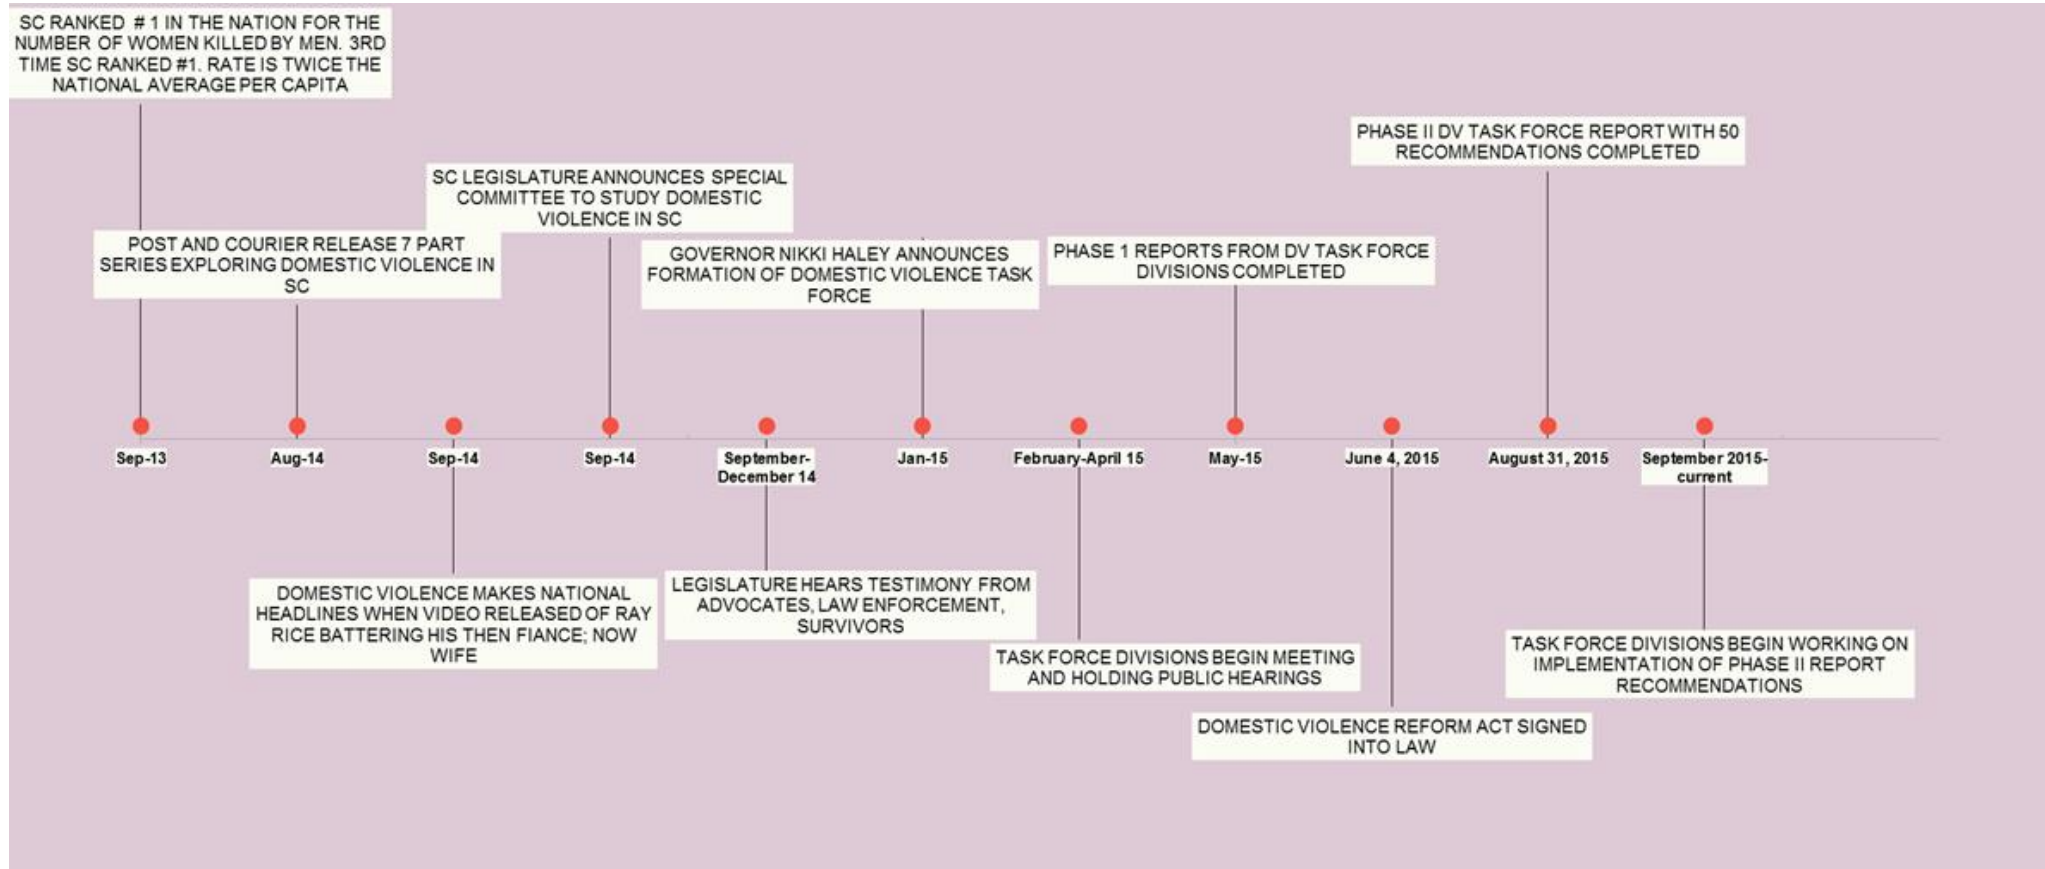 SC RANKED # 1 IN THE NATION FOR THE
NUMBER OF WOMEN KILLED BY MEN. 3RD
TIME SC RANKED #1. RATE IS TWICE THE
NATIONAL AVERAGE PER CAPITA
POST AND COURIER RELEASE 7 PART
SERIES EXPLORING DOMESTIC VIOLENCE IN
SC
SC LEGISLATURE ANNOUNCES SPECIAL
COMMITTEE TO STUDY DOMESTIC
VIOLENCE IN SC
GOVERNOR NIKKI HALEY ANNOUNCES
FORMATION OF DOMESTIC VIOLENCE TASK
FORCE
PHASE 1 REPORTS FROM DV TASK FORCE
DIVISIONS COMPLETED
PHASE II DV TASK FORCE REPORT WITH 50
RECOMMENDATIONS COMPLETED
Sep-13
Aug-14
Sep-14
Sep-14
September-
December 14
Jan-15
February-April 15
May-15
June 4, 2015
August 31, 2015
September 2015-
current
DOMESTIC VIOLENCE MAKES NATIONAL
HEADLINES WHEN VIDEO RELEASED OF RAY
RICE BATTERING HIS THEN FIANCE; NOW
WIFE
LEGISLATURE HEARS TESTIMONY FROM
ADVOCATES, LAW ENFORCEMENT,
SURVIVORS
TASK FORCE DIVISIONS BEGIN MEETING
AND HOLDING PUBLIC HEARINGS
DOMESTIC VIOLENCE REFORM ACT SIGNED
INTO LAW
TASK FORCE DIVISIONS BEGIN WORKING ON
IMPLEMENTATION OF PHASE II REPORT
RECOMMENDATIONS